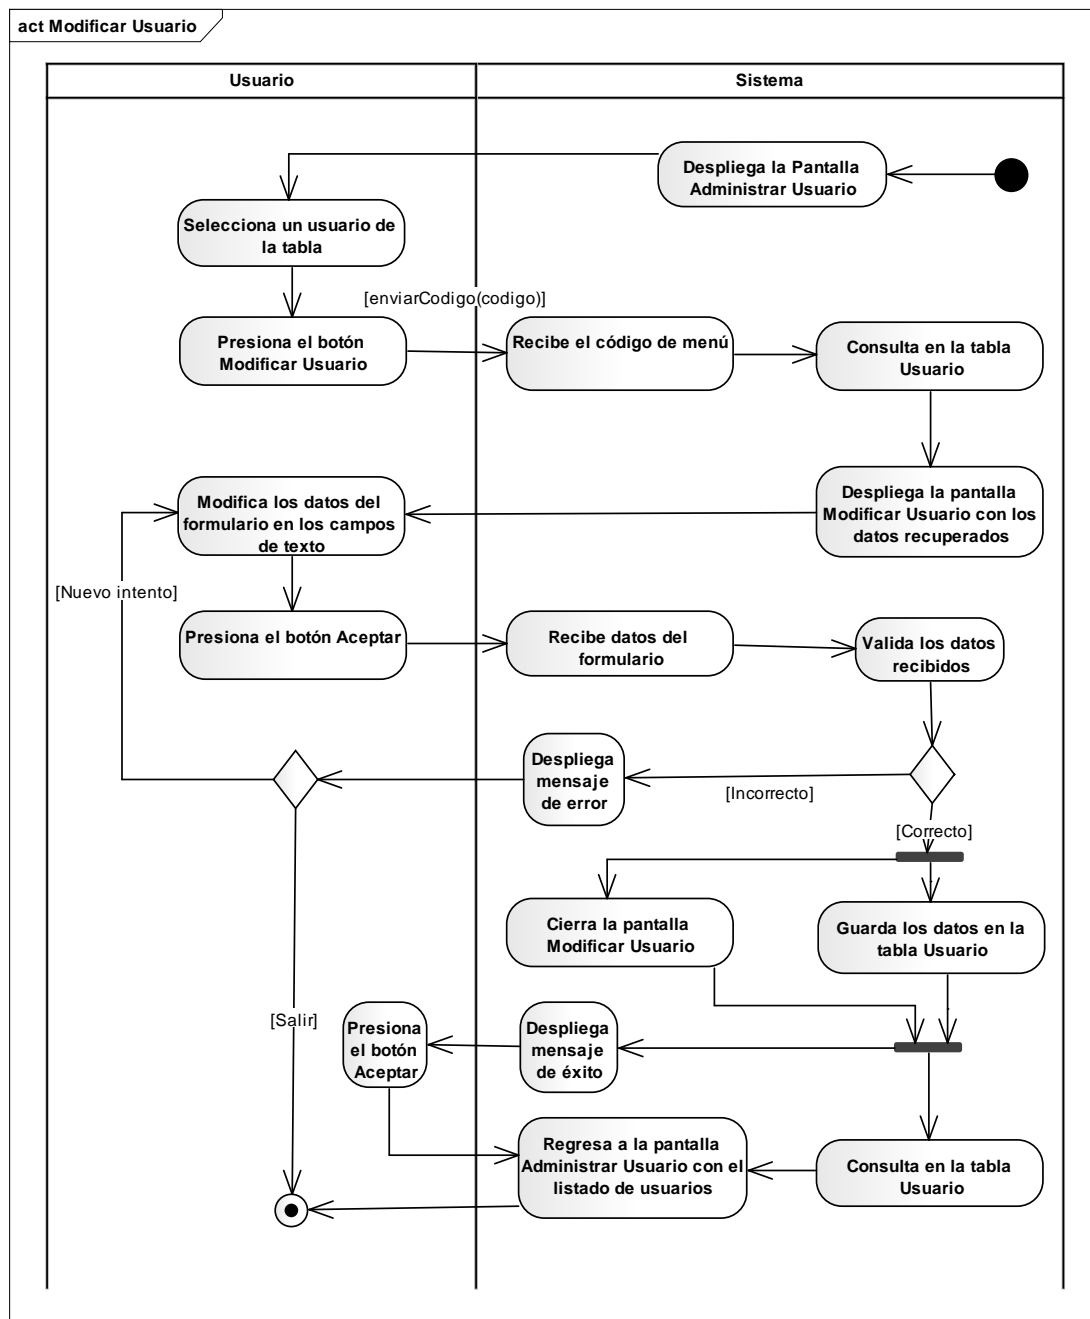 act Modificar Usuario
Usuario
Sistema
Despliega la Pantalla
Administrar Usuario
Selecciona un usuario de
la tabla
[enviarCodigo(codigo)]
Presiona el botón
Modificar Usuario
Recibe el código de menú
Consulta en la tabla
Usuario
Despliega la pantalla
Modificar Usuario con los
datos recuperados
Modifica los datos del
formulario en los campos
de texto
[Nuevo intento]
Presiona el botón Aceptar
Recibe datos del
formulario
Valida los datos
recibidos
Despliega
mensaje
de error
[Incorrecto]
[Correcto]
Cierra la pantalla
Modificar Usuario
Guarda los datos en la
tabla Usuario
[Salir]
Presiona
el botón
Aceptar
Despliega
mensaje
de éxito
Regresa a la pantalla
Administrar Usuario con el
listado de usuarios
Consulta en la tabla
Usuario